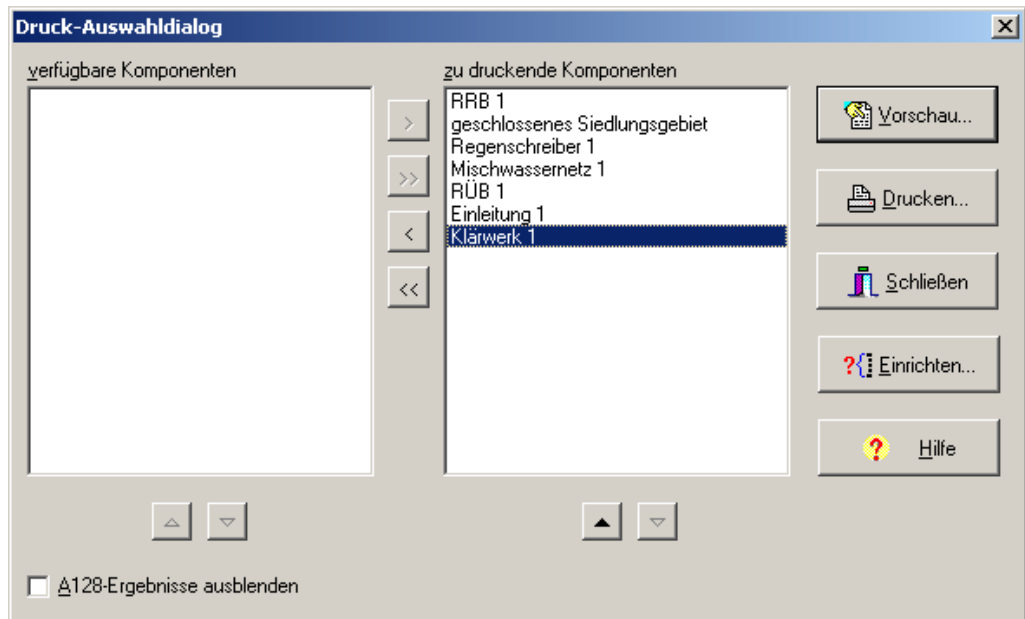 Druck-Auswahldialog
verfügbare Komponenten
zu druckende Komponenten
RRB 1
geschlossenes Siedlungsgebiet
Regenschreiber 1
Mischwassernetz 1
RÜB 1
Einleitung 1
Klärwerk 1
>
>>
<
<<
Vorschau...
Drucken...
Schließen
?{ Einrichten...
? Hilfe
A128-Ergebnisse ausblenden